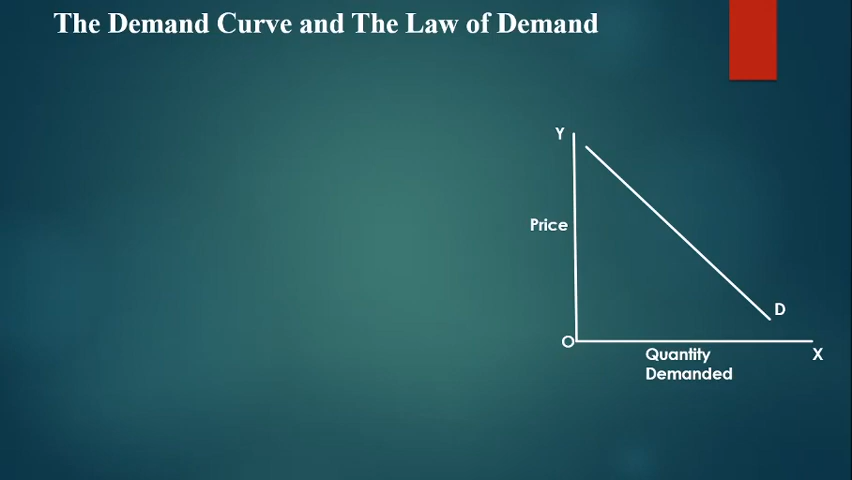 The Demand Curve and The Law of Demand
Y
Price
D
O
Quantity
Demanded
X